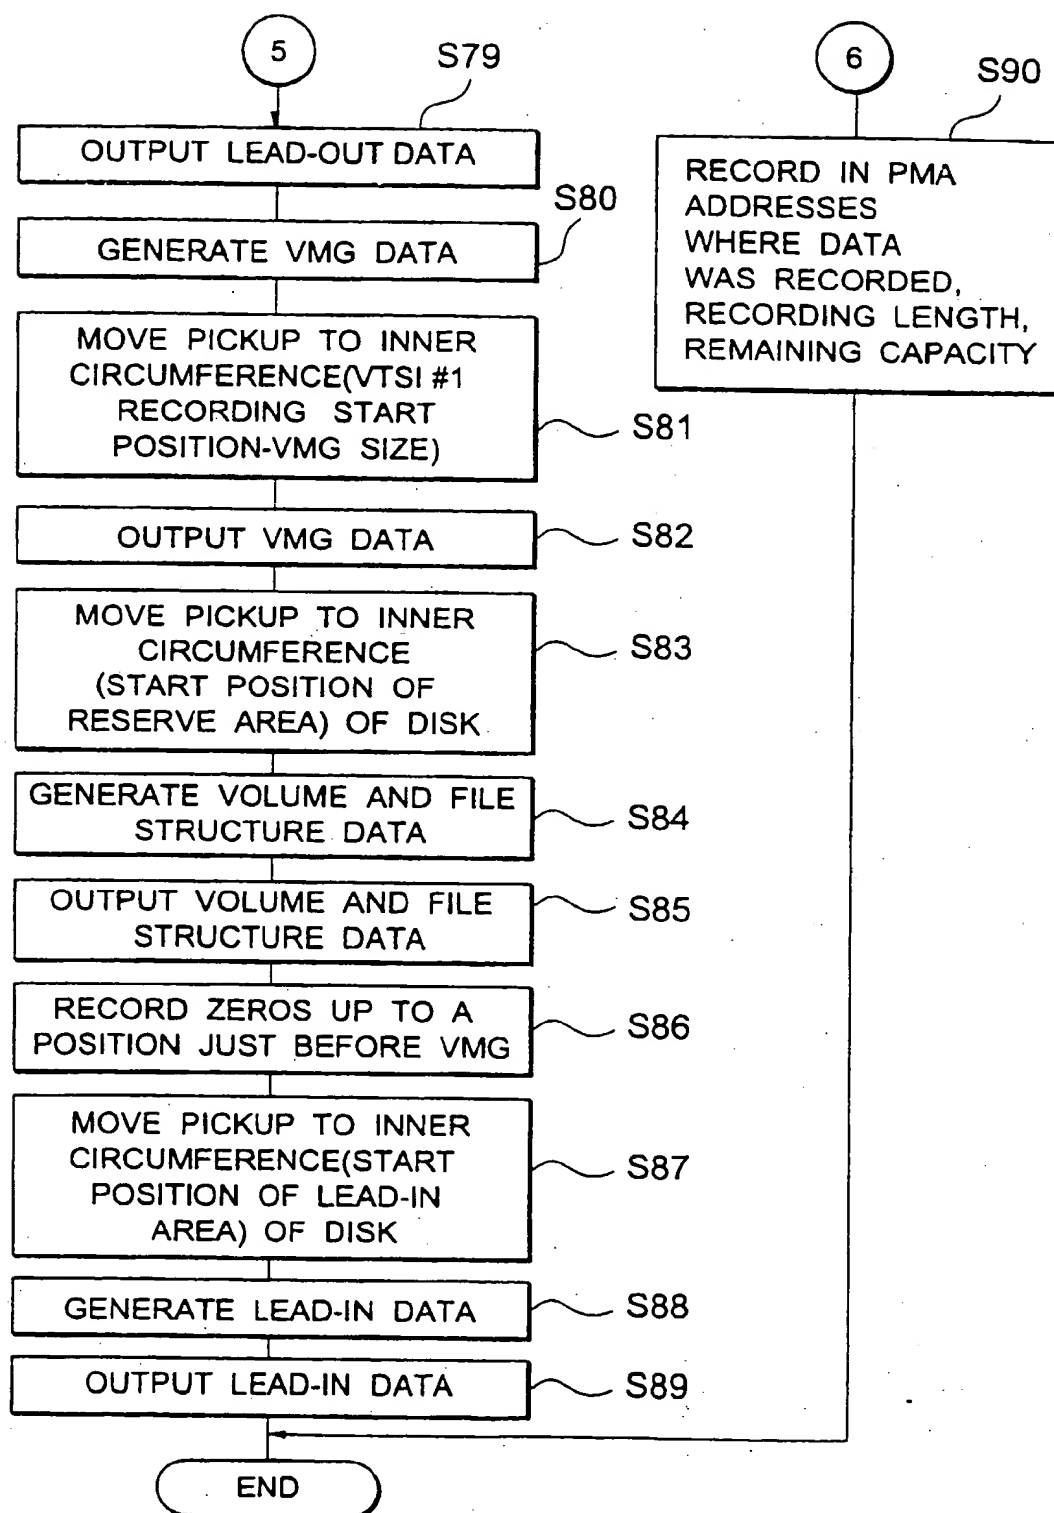 5
S79
OUTPUT LEAD-OUT DATA
S80
GENERATE VMG DATA
MOVE PICKUP TO INNER
CIRCUMFERENCE(VTSI #1
RECORDING START
POSITION-VMG SIZE)
S81
OUTPUT VMG DATA
S82
MOVE PICKUP TO INNER
CIRCUMFERENCE
(START POSITION OF
RESERVE AREA) OF DISK
S83
GENERATE VOLUME AND FILE
STRUCTURE DATA
S84
OUTPUT VOLUME AND FILE
STRUCTURE DATA
S85
RECORD ZEROS UP TO A
POSITION JUST BEFORE VMG
S86
MOVE PICKUP TO INNER
CIRCUMFERENCE(START
POSITION OF LEAD-IN
AREA) OF DISK
S87
GENERATE LEAD-IN DATA
S88
OUTPUT LEAD-IN DATA
S89
END
6
S90
RECORD IN PMA
ADDRESSES
WHERE DATA
WAS RECORDED,
RECORDING LENGTH,
REMAINING CAPACITY